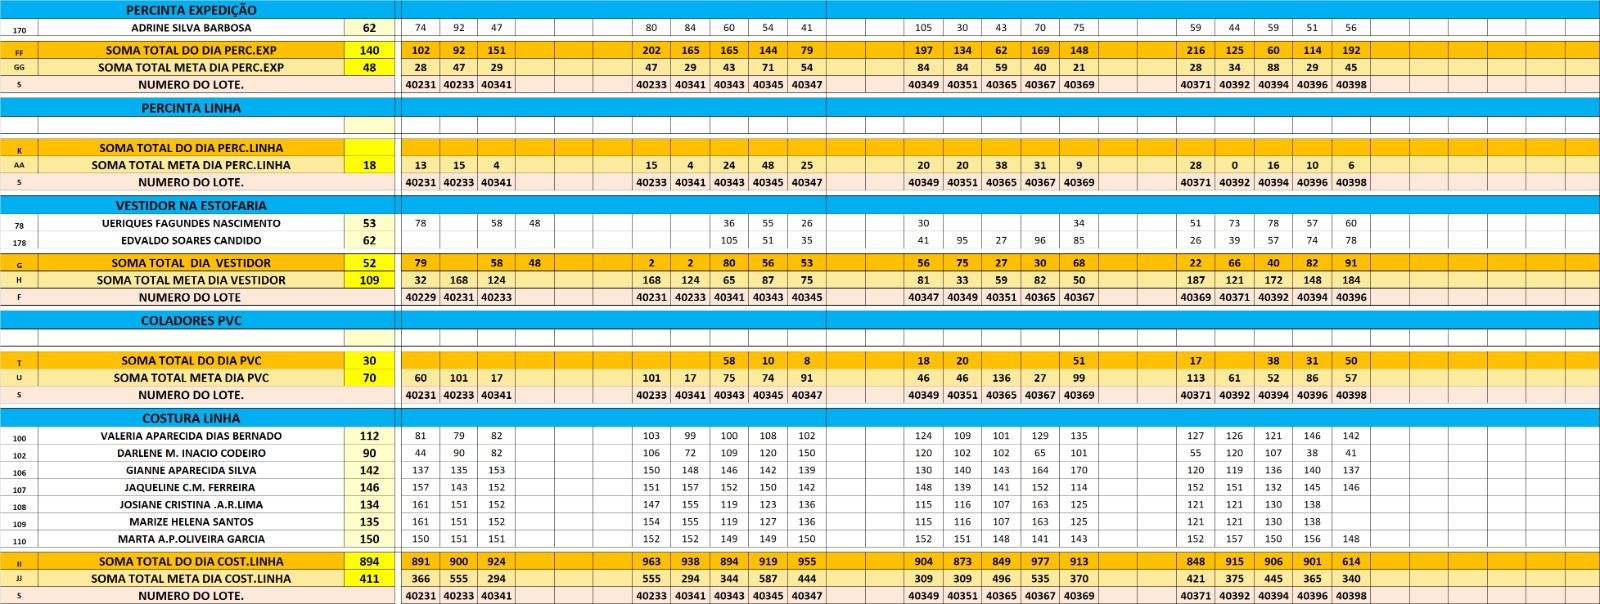 PERCINTA EXPEDIÇÃO
170 ADRINE SILVA BARBOSA 62 74 92 47 80 84 60 54 41 105 30 43 70 75 59 44 59 51 56
FF SOMA TOTAL DO DIA PERC.EXP 140 102 92 151 202 165 165 144 79 197 134 62 169 148 216 125 60 114 192
GG SOMA TOTAL META DIA PERC.EXP 48 28 47 29 47 29 43 71 54 84 84 59 40 21 28 34 88 29 45
S NUMERO DO LOTE. 40231 40233 40341 40233 40341 40343 40345 40347 40349 40351 40365 40367 40369 40371 40392 40394 40396 40398
PERCINTA LINHA
K SOMA TOTAL DO DIA PERC.LINHA
AA SOMA TOTAL META DIA PERC.LINHA 18 13 15 4 15 4 24 48 25 20 20 38 31 9 28 0 16 10 6
S NUMERO DO LOTE. 40231 40233 40341 40233 40341 40343 40345 40347 40349 40351 40365 40367 40369 40371 40392 40394 40396 40398
VESTIDOR NA ESTOFARIA
78 UERIQUES FAGUNDES NASCIMENTO 53 78 58 48 36 55 26 30 34 51 73 78 57 60
178 EDVALDO SOARES CANDIDO 62 105 51 35 41 95 27 96 85 26 39 57 74 78
G SOMA TOTAL DIA VESTIDOR 52 79 58 48 2 2 80 56 53 56 75 27 30 68 22 66 40 82 91
H SOMA TOTAL META DIA VESTIDOR 109 32 168 124 168 124 65 87 75 81 33 59 82 50 187 121 172 148 184
F NUMERO DO LOTE 40229 40231 40233 40231 40233 40341 40343 40345 40347 40349 40351 40365 40367 40369 40371 40392 40394 40396
COLADORES PVC
T SOMA TOTAL DO DIA PVC 30 58 10 8 18 20 51 17 38 31 50
U SOMA TOTAL META DIA PVC 70 60 101 17 101 17 75 74 91 46 46 136 27 99 113 61 52 86 57
S NUMERO DO LOTE. 40231 40233 40341 40233 40341 40343 40345 40347 40349 40351 40365 40367 40369 40371 40392 40394 40396 40398
COSTURA LINHA
100 VALERIA APARECIDA DIAS BERNADO 112 81 79 82 103 99 100 108 102 124 109 101 129 135 127 126 121 146 142
102 DARLENE M. INACIO CODEIRO 90 44 90 82 106 72 109 120 150 120 102 102 65 101 55 120 107 38 41
106 GIANNE APARECIDA SILVA 142 137 135 153 150 148 146 142 139 130 140 143 164 170 120 119 136 140 137
107 JAQUELINE C.M. FERREIRA 146 157 143 152 151 157 152 150 142 148 139 141 152 114 152 151 132 145 146
108 JOSIANE CRISTINA .A.R.LIMA 134 161 151 152 147 155 119 123 136 115 116 107 163 125 121 121 130 138
109 MARIZE HELENA SANTOS 135 161 151 152 154 155 119 127 136 115 116 107 163 125 121 121 130 138
110 MARTA A.P.OLIVEIRA GARCIA 150 150 151 151 152 152 149 149 150 152 151 148 141 143 152 157 150 156 148
II SOMA TOTAL DO DIA COST.LINHA 894 891 900 924 963 938 894 919 955 904 873 849 977 913 848 915 906 901 614
JJ SOMA TOTAL META DIA COST.LINHA 411 366 555 294 555 294 344 587 444 309 309 496 535 370 421 375 445 365 340
S NUMERO DO LOTE. 40231 40233 40341 40233 40341 40343 40345 40347 40349 40351 40365 40367 40369 40371 40392 40394 40396 40398